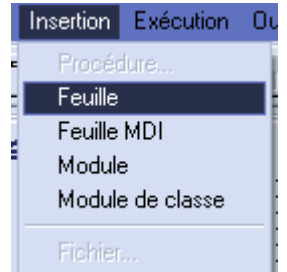 Insertion Exécution Ou
Procédure...
Feuille
Feuille MDI
Module
Module de classe
Fichier...